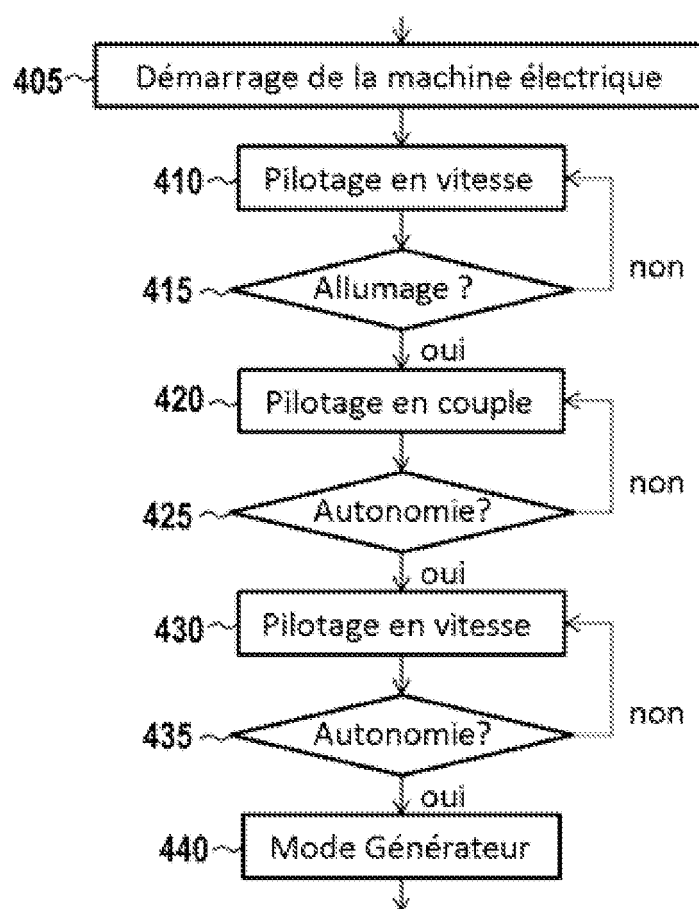 405 Démarrage de la machine électrique
410 Pilotage en vitesse
415 Allumage ? non
oui
420 Pilotage en couple
425 Autonomie? non
oui
430 Pilotage en vitesse
435 Autonomie? non
oui
440 Mode Générateur